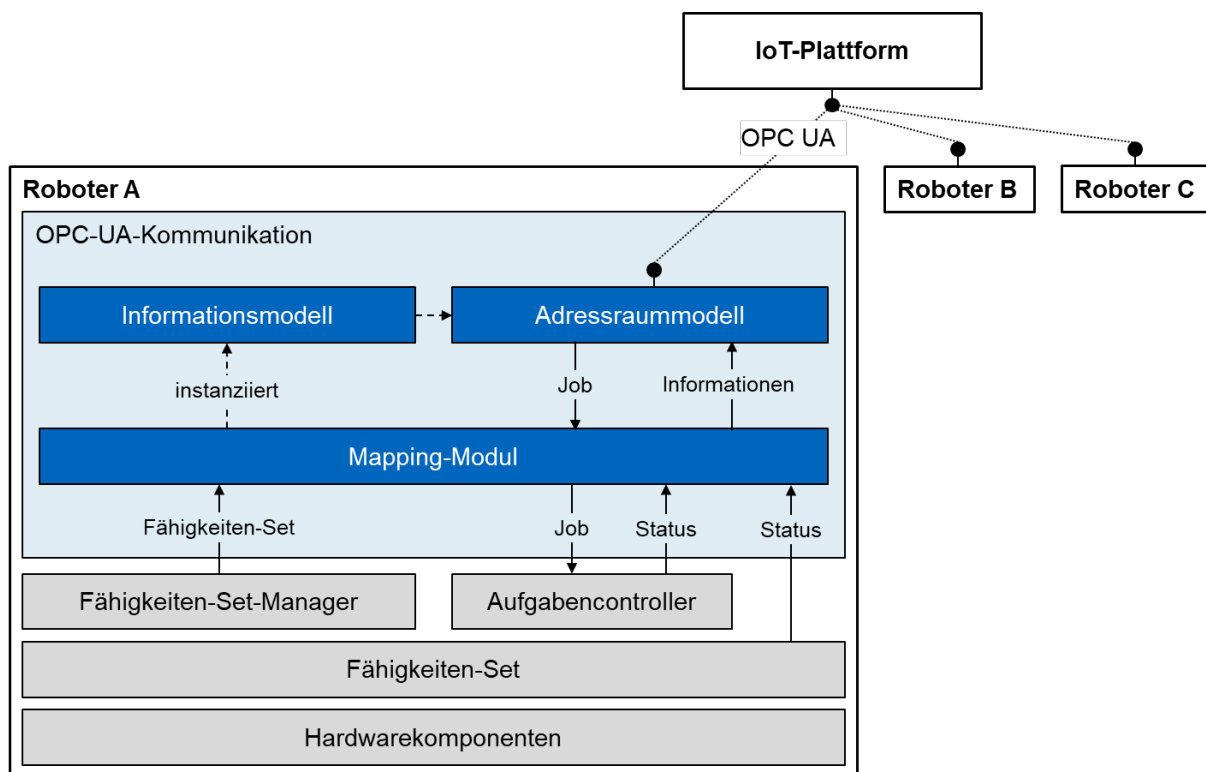 IoT-Plattform
OPC UA
Roboter A
Roboter B
Roboter C
OPC-UA-Kommunikation
Informationsmodell
Adressraummodell
instanziiert
Job
Informationen
Mapping-Modul
Fähigkeiten-Set
Job
Status
Status
Fähigkeiten-Set-Manager
Aufgabencontroller
Fähigkeiten-Set
Hardwarekomponenten